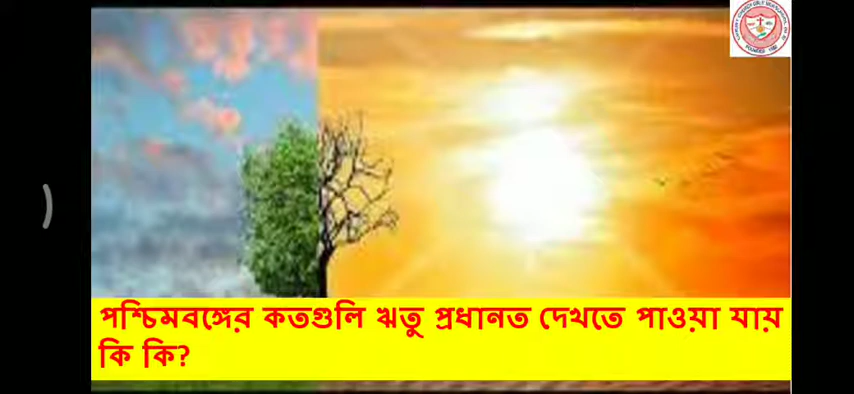 পশ্চিমবঙ্গের কতগুলি ঋতু প্রধানত দেখতে পাওয়া যায়
কি কি?